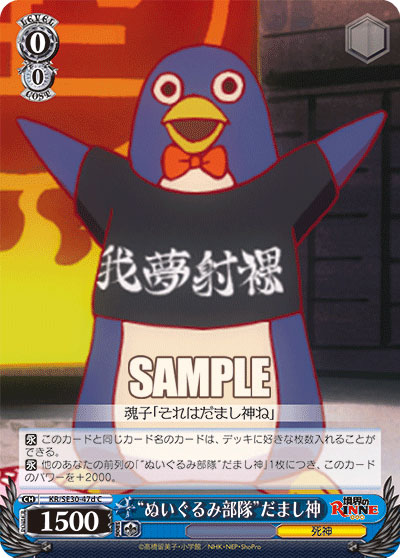 LEVEL
0
0
COST
我夢射裸
SAMPLE
魂子「それはだまし神ね」
永 このカードと同じカード名のカードは、デッキに好きな枚数入れることが
できる。
永 他のあなたの前列の「“ぬいぐるみ部隊”だまし神」1枚につき、このカード
のパワーを+2000。
CH
KR/SE30-47d C
1500
“ぬいぐるみ部隊”だまし神
境界の
RINNE
死神
©高橋留美子・小学館/NHK・NEP・ShoPro